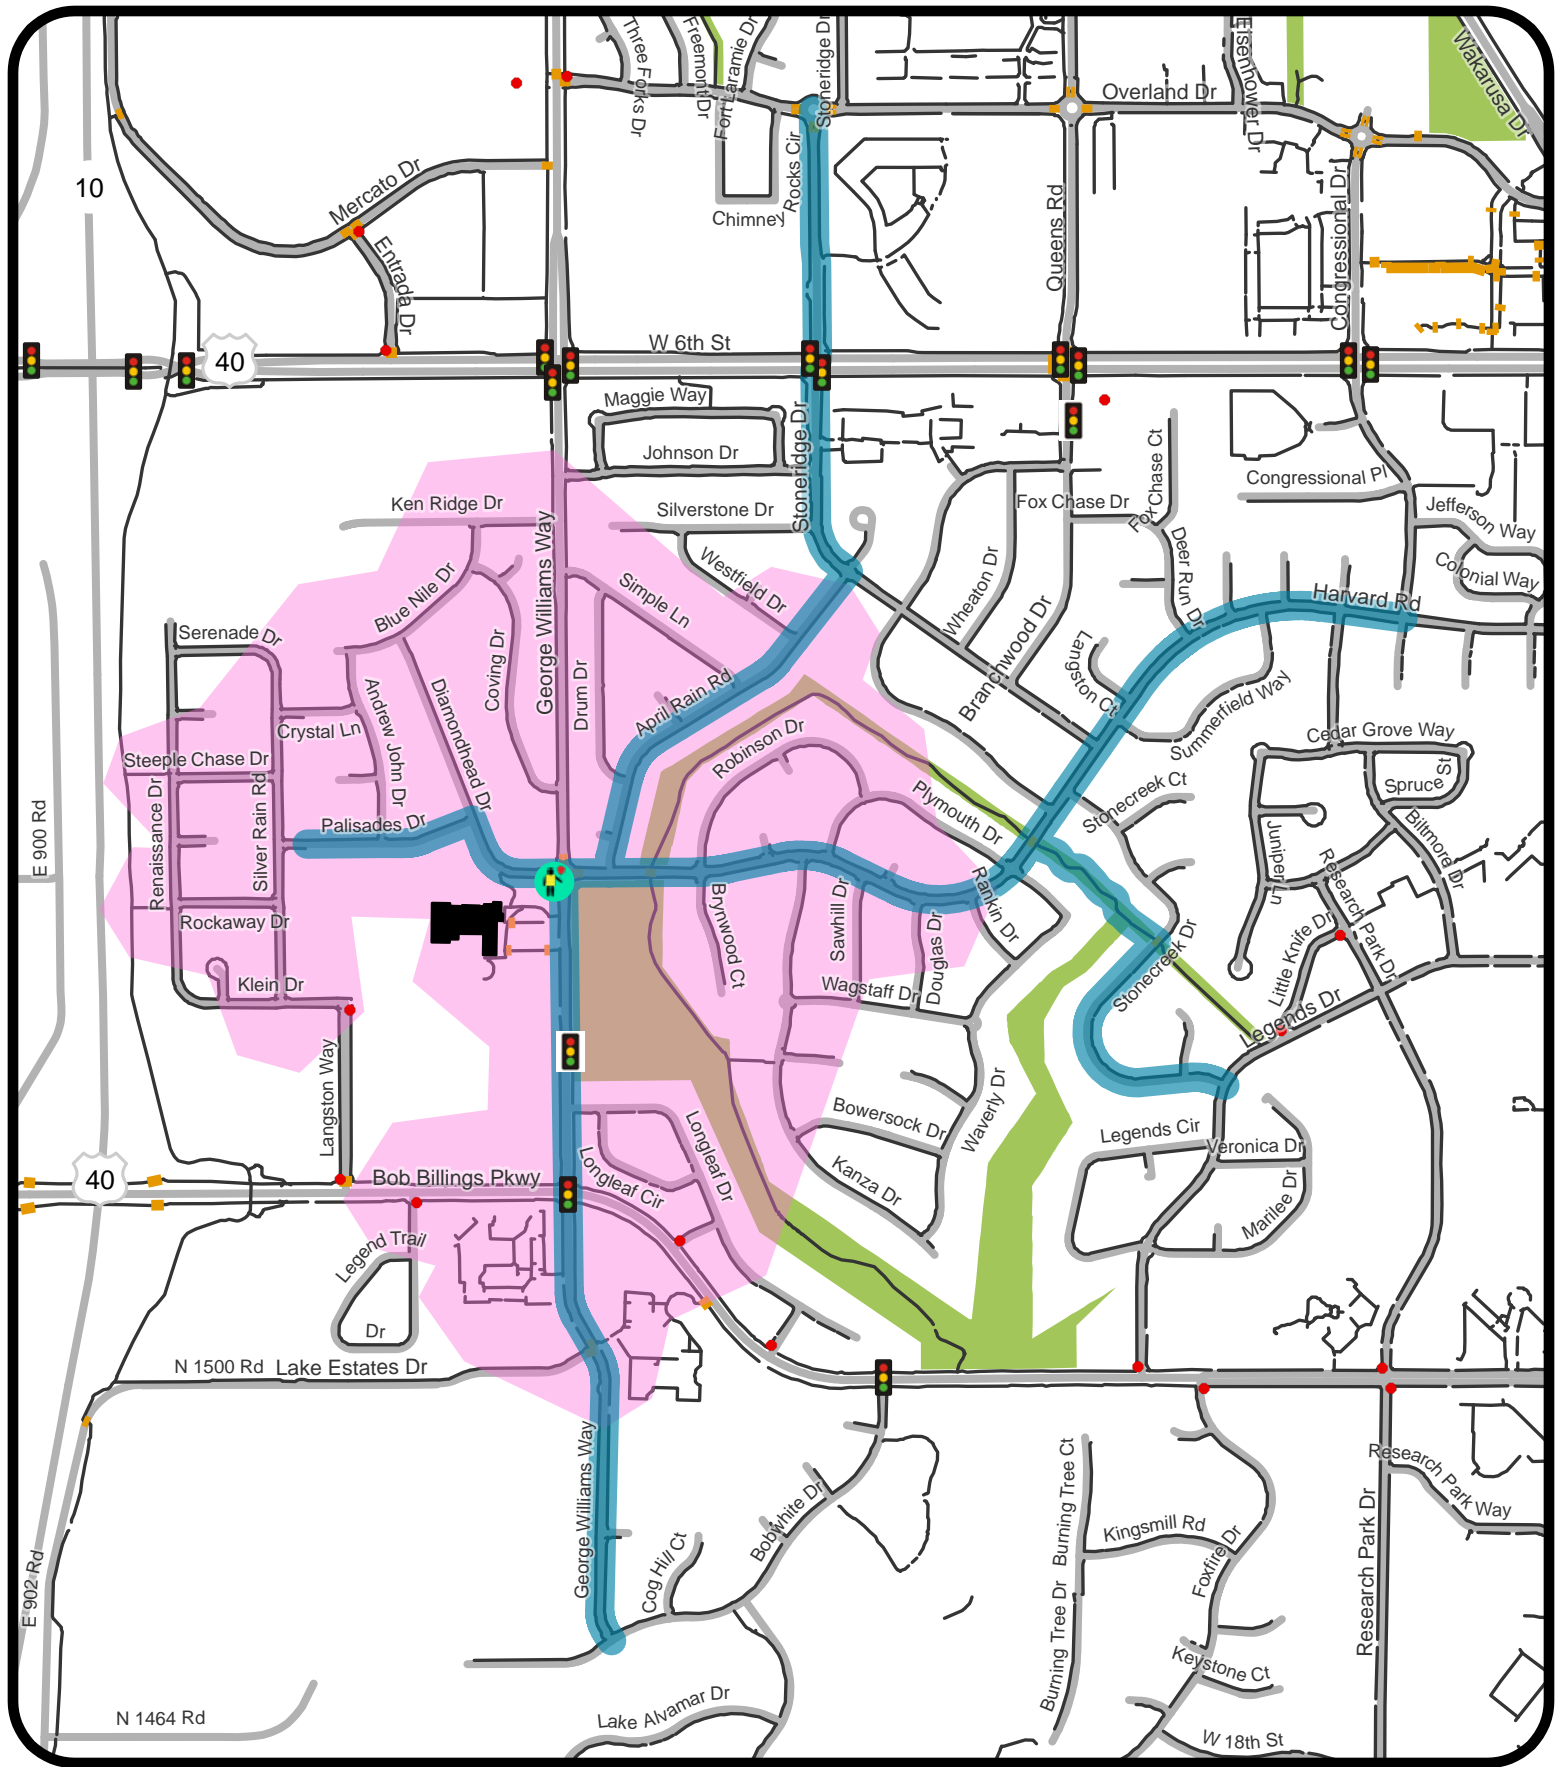 Three Forks Dr
Freemont Dr
Fort Laramie Dr
Stoneridge Dr
Eisenhower Dr
Wakarusa Dr
Overland Dr
10
Mercato Dr
Entrada Dr
Chimney
Rocks Cir
Queens Rd
Congressional Dr
W 6th St
40
Maggie Way
Johnson Dr
Stoneridge Dr
Fox Chase Ct
Congressional Pl
Ken Ridge Dr
Silverstone Dr
Fox Chase Dr
Jefferson Way
George Williams Way
Westfield Dr
Deer Run Dr
Colonial Way
Blue Nile Dr
Simple Ln
Wheaton Dr
Harvard Rd
Serenade Dr
Coving Dr
Drum Dr
Branchwood Dr
Langston Ct
Andrew John Dr
Diamondhead Dr
April Rain Rd
Summerfield Way
Crystal Ln
Robinson Dr
Cedar Grove Way
Steeple Chase Dr
Spruce St
Renaissance Dr
Silver Rain Rd
Palisades Dr
Plymouth Dr
Stonecreek Ct
Juniper Ln
Biltmore Dr
E 900 Rd
Research Park Dr
Rockaway Dr
Brynwood Ct
Sawhill Dr
Douglas Dr
Rankin Dr
Stonecreek Dr
Little Knife Dr
Klein Dr
Wagstaff Dr
Legends Dr
Langston Way
Waverly Dr
Bowersock Dr
Legends Cir
Veronica Dr
40
Bob Billings Pkwy
Longleaf Cir
Longleaf Dr
Kanza Dr
Marilee Dr
Legend Trail
Dr
N 1500 Rd
Lake Estates Dr
George Williams Way
Burning Tree Ct
Research Park Way
Bobwhite Dr
Kingsmill Rd
Foxfire Dr
Research Park Dr
E 902 Rd
Cog Hill Ct
Burning Tree Dr
Keystone Ct
N 1464 Rd
Lake Alvamar Dr
W 18th St